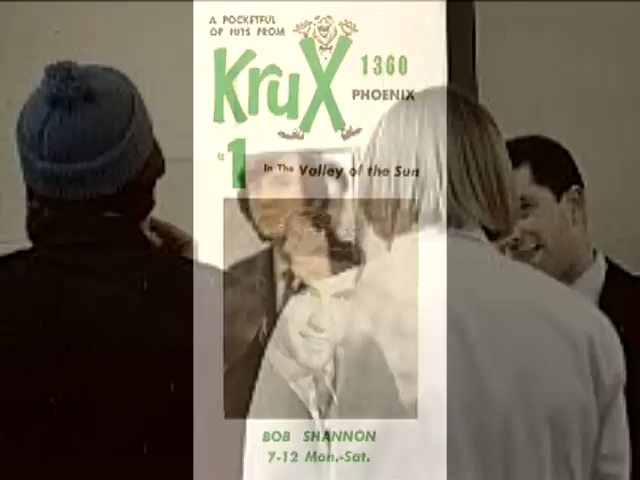 A POCKETFUL
OF HITS FROM
KruX
1360
PHOENIX
#1
In The Valley of the Sun
BOB SHANNON
7-12 Mon.-Sat.